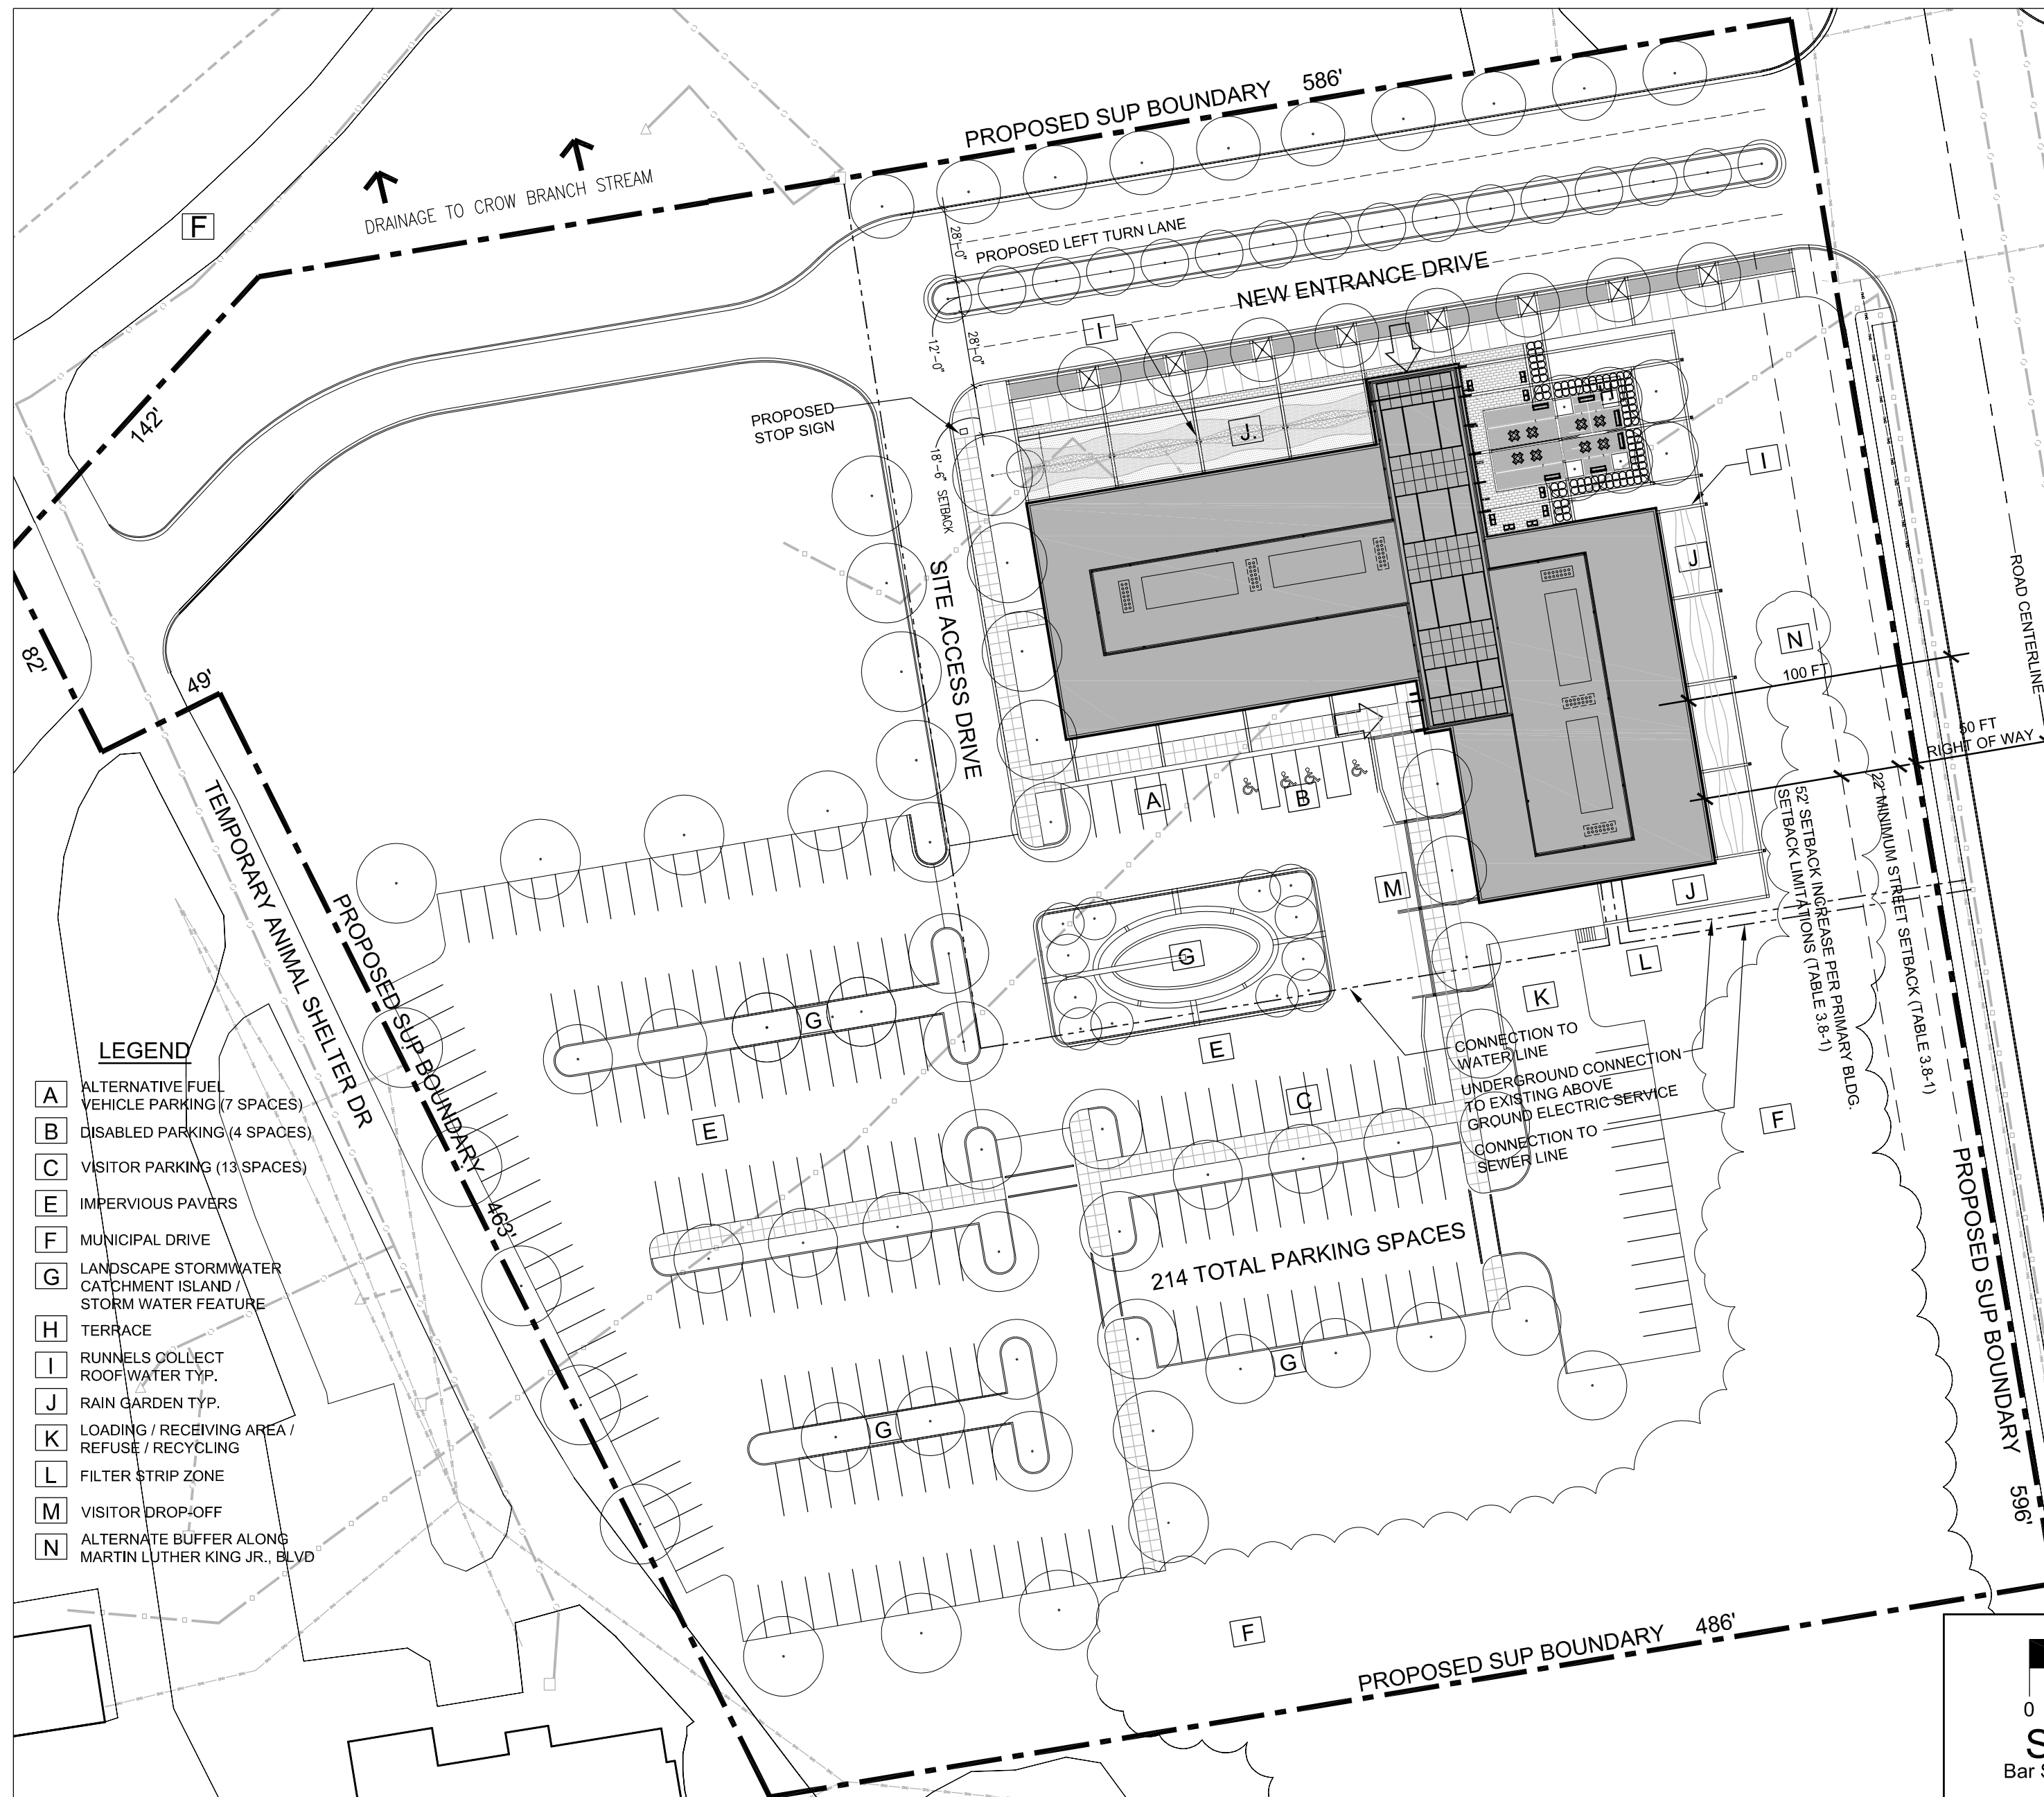 PROPOSED SUP BOUNDARY 586'
DRAINAGE TO CROW BRANCH STREAM
F
28'-0"
PROPOSED LEFT TURN LANE
NEW ENTRANCE DRIVE
12'-0"
28'-0"
I
PROPOSED
STOP SIGN
J.
18'-6" SETBACK
I
142'
J
SITE ACCESS DRIVE
ROAD CENTERLINE
N
82'
49'
100 FT
50 FT
RIGHT OF WAY
A
B
TEMPORARY ANIMAL SHELTER DR
PROPOSED SUP BOUNDARY 463'
M
J
52' SETBACK INCREASE PER PRIMARY BLDG.
SETBACK LIMITATIONS (TABLE 3.8-1)
22' MINIMUM STREET SETBACK (TABLE 3.8-1)
G
L
K
G
E
CONNECTION TO
WATER LINE
UNDERGROUND CONNECTION
TO EXISTING ABOVE
GROUND ELECTRIC SERVICE
CONNECTION TO
SEWER LINE
C
F
E
214 TOTAL PARKING SPACES
G
G
PROPOSED SUP BOUNDARY 596'
F
PROPOSED SUP BOUNDARY 486'
LEGEND
A ALTERNATIVE FUEL
VEHICLE PARKING (7 SPACES)
B DISABLED PARKING (4 SPACES)
C VISITOR PARKING (13 SPACES)
E IMPERVIOUS PAVERS
F MUNICIPAL DRIVE
G LANDSCAPE STORMWATER
CATCHMENT ISLAND /
STORM WATER FEATURE
H TERRACE
I RUNNELS COLLECT
ROOF WATER TYP.
J RAIN GARDEN TYP.
K LOADING / RECEIVING AREA /
REFUSE / RECYCLING
L FILTER STRIP ZONE
M VISITOR DROP-OFF
N ALTERNATE BUFFER ALONG
MARTIN LUTHER KING JR., BLVD
0
Bar